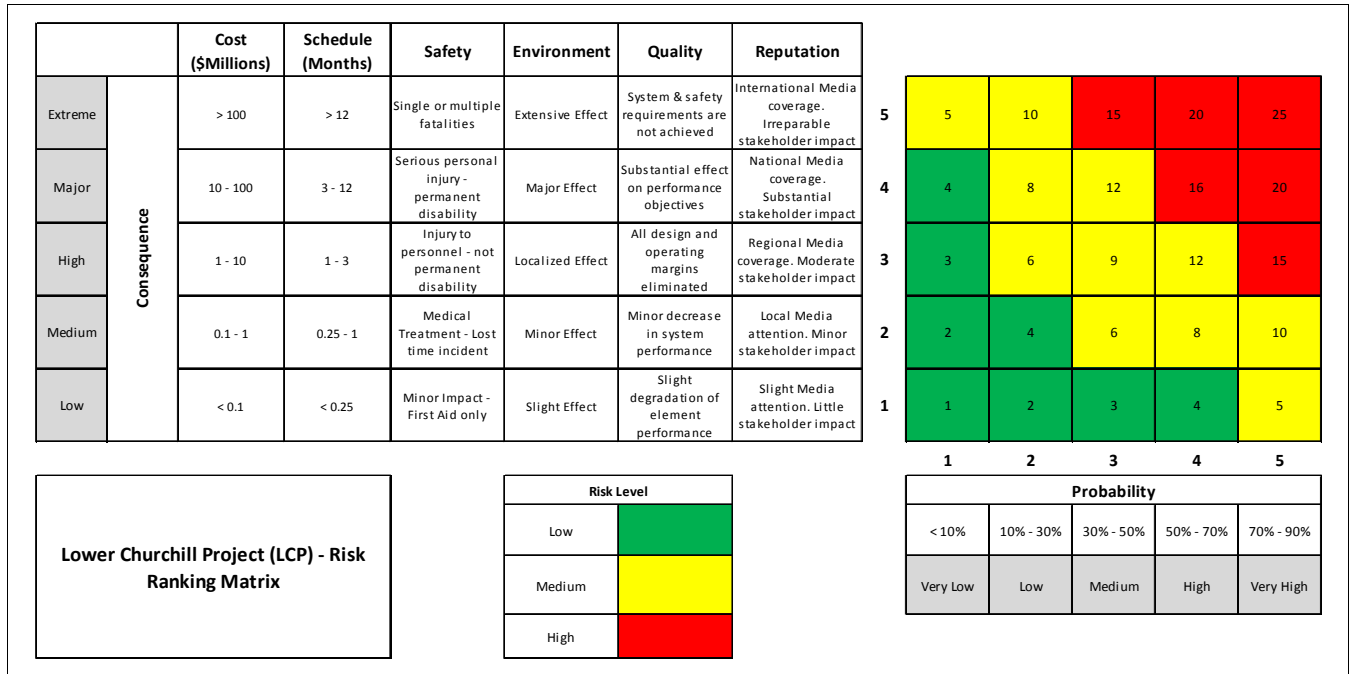 Cost
($Millions)
Schedule
(Months)
Safety
Environment
Quality
Reputation
Consequence
Extreme
> 100
> 12
Single or multiple
fatalities
Extensive Effect
System & safety
requirements are
not achieved
International Media
coverage.
Irreparable
stakeholder impact
5
5
10
15
20
25
Major
10 - 100
3 - 12
Serious personal
injury -
permanent
disability
Major Effect
Substantial effect
on performance
objectives
National Media
coverage.
Substantial
stakeholder impact
4
4
8
12
16
20
High
1 - 10
1 - 3
Injury to
personnel - not
permanent
disability
Localized Effect
All design and
operating
margins
eliminated
Regional Media
coverage. Moderate
stakeholder impact
3
3
6
9
12
15
Medium
0.1 - 1
0.25 - 1
Medical
Treatment - Lost
time incident
Minor Effect
Minor decrease
in system
performance
Local Media
attention. Minor
stakeholder impact
2
2
4
6
8
10
Low
< 0.1
< 0.25
Minor Impact -
First Aid only
Slight Effect
Slight
degradation of
element
performance
Slight Media
attention. Little
stakeholder impact
1
1
2
3
4
5
1
2
3
4
5
Lower Churchill Project (LCP) - Risk
Ranking Matrix
Risk Level
Low
Medium
High
Probability
< 10%
10% - 30%
30% - 50%
50% - 70%
70% - 90%
Very Low
Low
Medium
High
Very High